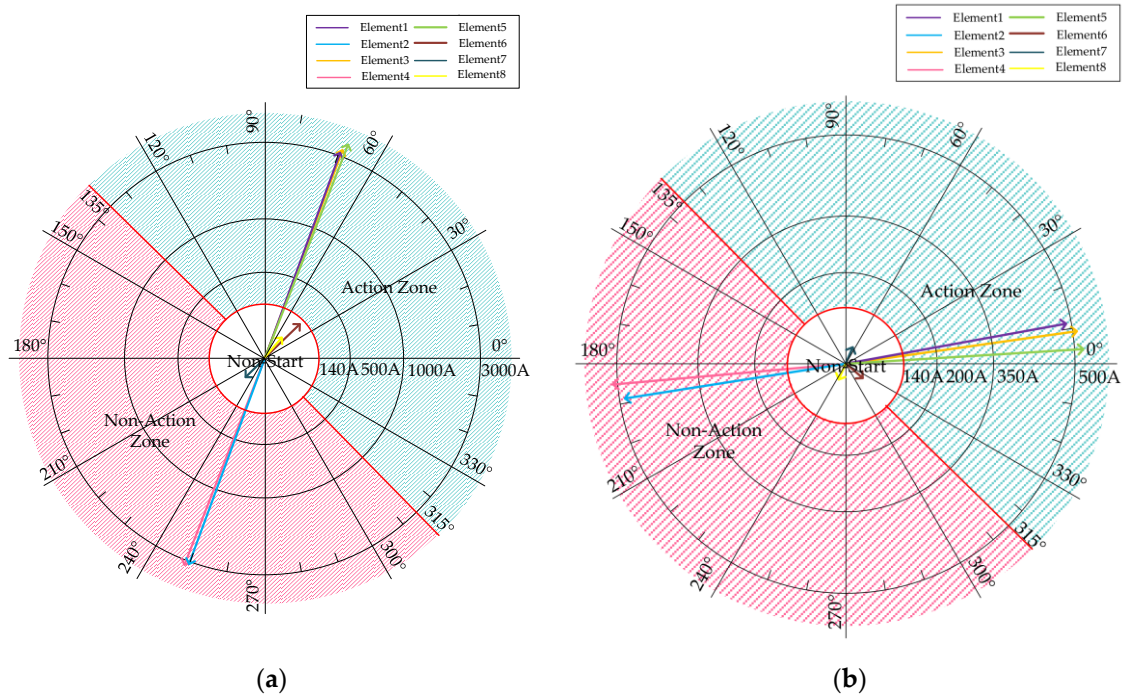 Element1
Element5
Element2
Element6
Element3
Element7
Element4
Element8
90°
60°
120°
135°
30°
150°
Action Zone
180°
0°
Non-Start
140A
500A
1000A
3000A
Non-Action
Zone
210°
330°
315°
240°
300°
270°
(a)
Element1
Element5
Element2
Element6
Element3
Element7
Element4
Element8
90°
60°
120°
135°
30°
150°
Action Zone
180°
0°
Non-Start
140A
200A
350A
500A
Non-Action
Zone
210°
330°
315°
240°
300°
270°
(b)